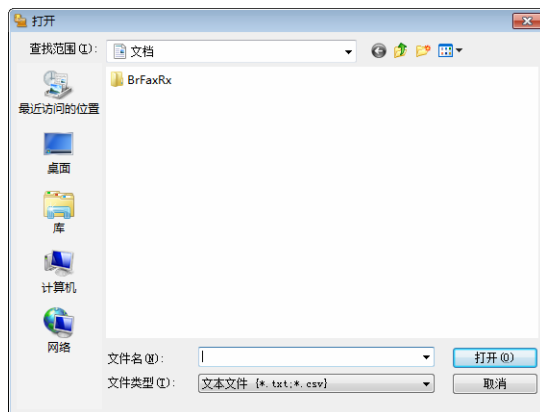 打开
查找范围(I):
文档
BrFaxRx
最近访问的位置
桌面
库
计算机
网络
文件名(N):
打开(O)
文件类型(T):
文本文件 {*.txt;*.csv}
取消